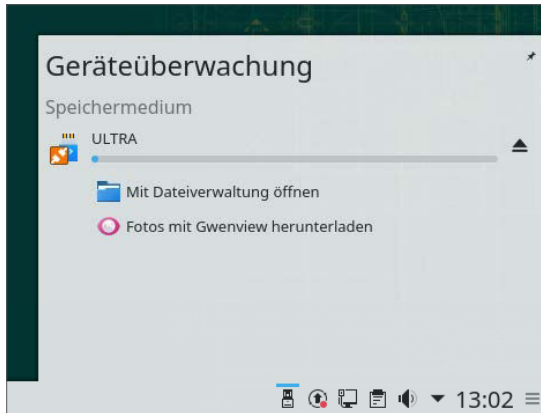 Geräteüberwachung
Speichermedium
ULTRA
Mit Dateiverwaltung öffnen
Fotos mit Gwenview herunterladen
13:02